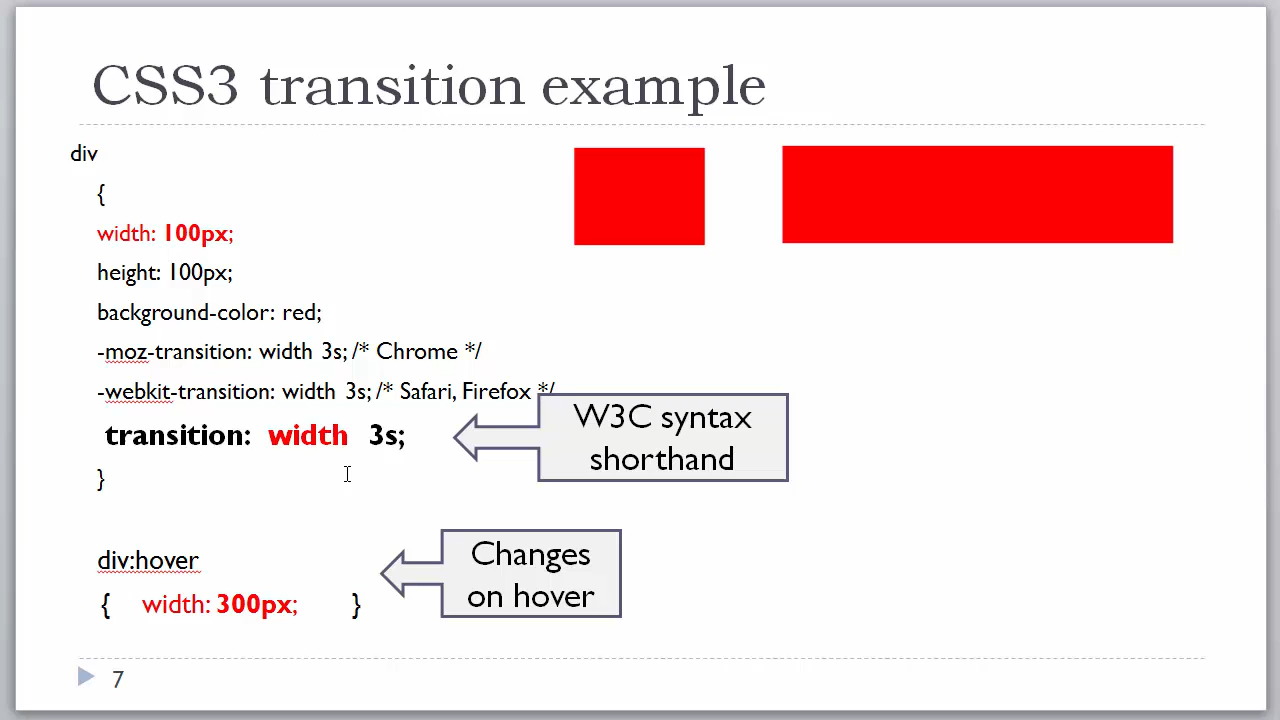 CSS3 transition example
div
{
width: 100px;
height: 100px;
background-color: red;
-moz-transition: width 3s; /* Chrome */
-webkit-transition: width 3s; /* Safari, Firefox */
transition: width 3s;
}
W3C syntax
shorthand
div:hover
{ width: 300px; }
Changes
on hover
7